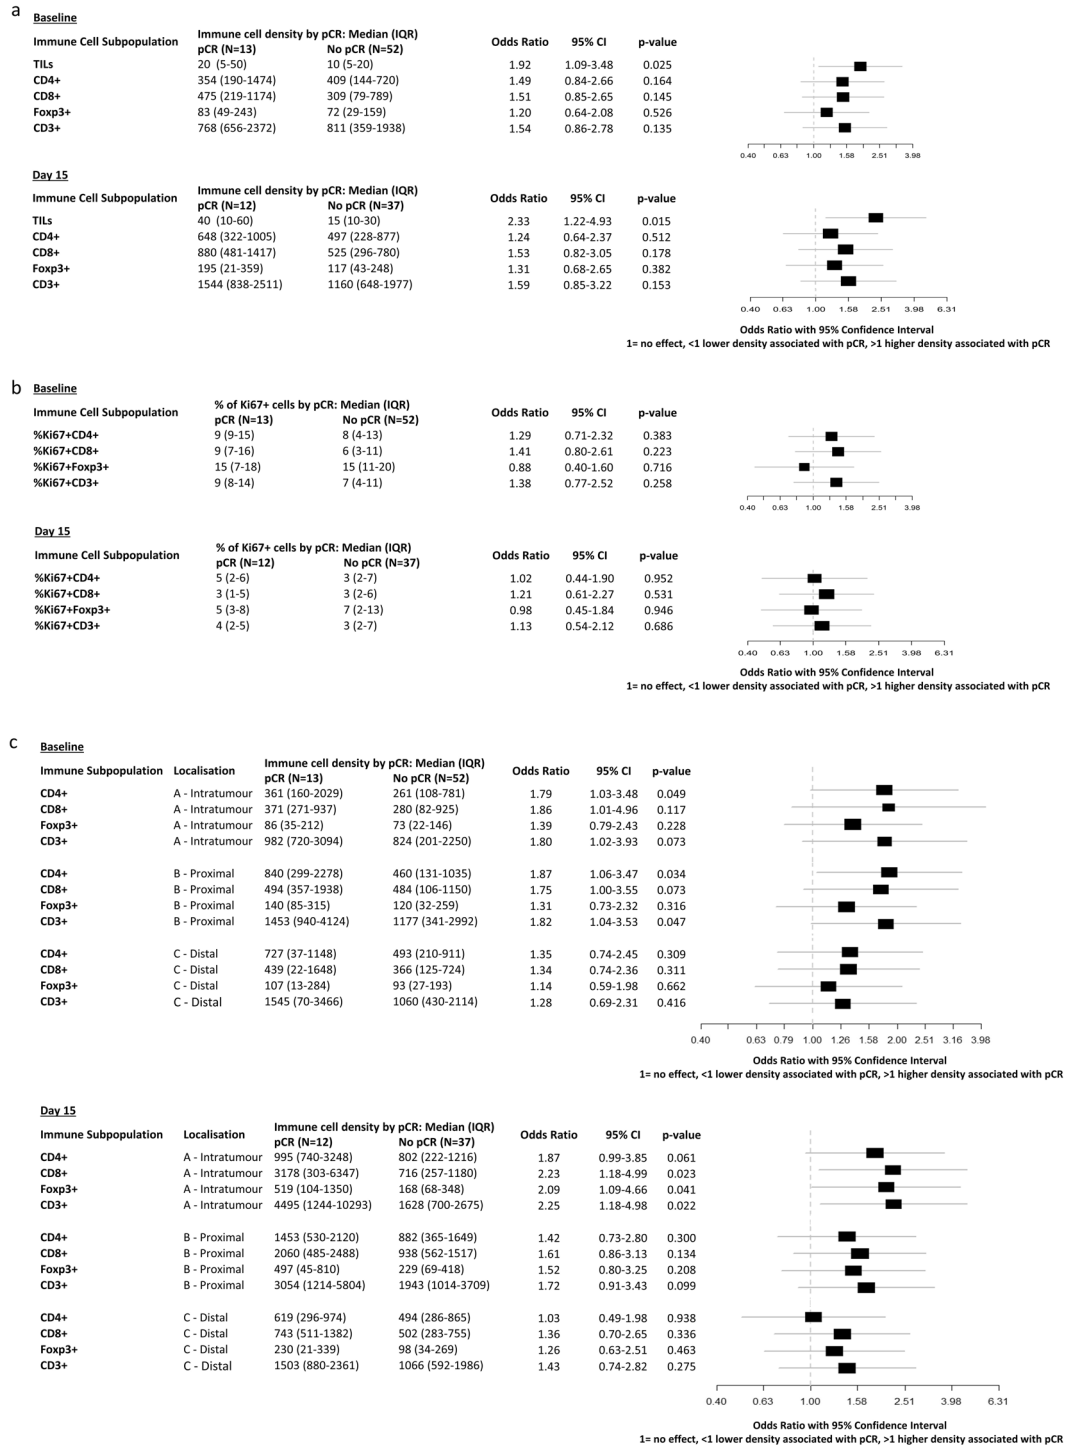 a
Baseline
Immune Cell Subpopulation Immune cell density by pCR: Median (IQR) Odds Ratio 95% CI p-value
pCR (N=13) No pCR (N=52)
TILs 20 (5-50) 10 (5-20) 1.92 1.09-3.48 0.025
CD4+ 354 (190-1474) 409 (144-720) 1.49 0.84-2.66 0.164
CD8+ 475 (219-1174) 309 (79-789) 1.51 0.85-2.65 0.145
Foxp3+ 83 (49-243) 72 (29-159) 1.20 0.64-2.08 0.526
CD3+ 768 (656-2372) 811 (359-1938) 1.54 0.86-2.78 0.135
0.40 0.63 1.00 1.58 2.51 3.98
Day 15
Immune Cell Subpopulation Immune cell density by pCR: Median (IQR) Odds Ratio 95% CI p-value
pCR (N=12) No pCR (N=37)
TILs 40 (10-60) 15 (10-30) 2.33 1.22-4.93 0.015
CD4+ 648 (322-1005) 497 (228-877) 1.24 0.64-2.37 0.512
CD8+ 880 (481-1417) 525 (296-780) 1.53 0.82-3.05 0.178
Foxp3+ 195 (21-359) 117 (43-248) 1.31 0.68-2.65 0.382
CD3+ 1544 (838-2511) 1160 (648-1977) 1.59 0.85-3.22 0.153
0.40 0.63 1.00 1.58 2.51 3.98 6.31
Odds Ratio with 95% Confidence Interval
1= no effect, <1 lower density associated with pCR, >1 higher density associated with pCR
b
Baseline
Immune Cell Subpopulation % of Ki67+ cells by pCR: Median (IQR) Odds Ratio 95% CI p-value
pCR (N=13) No pCR (N=52)
%Ki67+CD4+ 9 (9-15) 8 (4-13) 1.29 0.71-2.32 0.383
%Ki67+CD8+ 9 (7-16) 6 (3-11) 1.41 0.80-2.61 0.223
%Ki67+Foxp3+ 15 (7-18) 15 (11-20) 0.88 0.40-1.60 0.716
%Ki67+CD3+ 9 (8-14) 7 (4-11) 1.38 0.77-2.52 0.258
0.40 0.63 1.00 1.58 2.51 3.98
Day 15
Immune Cell Subpopulation % of Ki67+ cells by pCR: Median (IQR) Odds Ratio 95% CI p-value
pCR (N=12) No pCR (N=37)
%Ki67+CD4+ 5 (2-6) 3 (2-7) 1.02 0.44-1.90 0.952
%Ki67+CD8+ 3 (1-5) 3 (2-6) 1.21 0.61-2.27 0.531
%Ki67+Foxp3+ 5 (3-8) 7 (2-13) 0.98 0.45-1.84 0.946
%Ki67+CD3+ 4 (2-5) 3 (2-7) 1.13 0.54-2.12 0.686
0.40 0.63 1.00 1.58 2.51 3.98 6.31
Odds Ratio with 95% Confidence Interval
1= no effect, <1 lower density associated with pCR, >1 higher density associated with pCR
c
Baseline
Immune Subpopulation Localisation Immune cell density by pCR: Median (IQR) Odds Ratio 95% CI p-value
pCR (N=13) No pCR (N=52)
CD4+ A - Intratumour 361 (160-2029) 261 (108-781) 1.79 1.03-3.48 0.049
CD8+ A - Intratumour 371 (271-937) 280 (82-925) 1.86 1.01-4.96 0.117
Foxp3+ A - Intratumour 86 (35-212) 73 (22-146) 1.39 0.79-2.43 0.228
CD3+ A - Intratumour 982 (720-3094) 824 (201-2250) 1.80 1.02-3.93 0.073
CD4+ B - Proximal 840 (299-2278) 460 (131-1035) 1.87 1.06-3.47 0.034
CD8+ B - Proximal 494 (357-1938) 484 (106-1150) 1.75 1.00-3.55 0.073
Foxp3+ B - Proximal 140 (85-315) 120 (32-259) 1.31 0.73-2.32 0.316
CD3+ B - Proximal 1453 (940-4124) 1177 (341-2992) 1.82 1.04-3.53 0.047
CD4+ C - Distal 727 (37-1148) 493 (210-911) 1.35 0.74-2.45 0.309
CD8+ C - Distal 439 (22-1648) 366 (125-724) 1.34 0.74-2.36 0.311
Foxp3+ C - Distal 107 (13-284) 93 (27-193) 1.14 0.59-1.98 0.662
CD3+ C - Distal 1545 (70-3466) 1060 (430-2114) 1.28 0.69-2.31 0.416
0.40 0.63 0.79 1.00 1.26 1.58 2.00 2.51 3.16 3.98
Odds Ratio with 95% Confidence Interval
1= no effect, <1 lower density associated with pCR, >1 higher density associated with pCR
Day 15
Immune Subpopulation Localisation Immune cell density by pCR: Median (IQR) Odds Ratio 95% CI p-value
pCR (N=12) No pCR (N=37)
CD4+ A - Intratumour 995 (740-3248) 802 (222-1216) 1.87 0.99-3.85 0.061
CD8+ A - Intratumour 3178 (303-6347) 716 (257-1180) 2.23 1.18-4.99 0.023
Foxp3+ A - Intratumour 519 (104-1350) 168 (68-348) 2.09 1.09-4.66 0.041
CD3+ A - Intratumour 4495 (1244-10293) 1628 (700-2675) 2.25 1.18-4.98 0.022
CD4+ B - Proximal 1453 (530-2120) 882 (365-1649) 1.42 0.73-2.80 0.300
CD8+ B - Proximal 2060 (485-2488) 938 (562-1517) 1.61 0.86-3.13 0.134
Foxp3+ B - Proximal 497 (45-810) 229 (69-418) 1.52 0.80-3.25 0.208
CD3+ B - Proximal 3054 (1214-5804) 1943 (1014-3709) 1.72 0.91-3.43 0.099
CD4+ C - Distal 619 (296-974) 494 (286-865) 1.03 0.49-1.98 0.938
CD8+ C - Distal 743 (511-1382) 502 (283-755) 1.36 0.70-2.65 0.336
Foxp3+ C - Distal 230 (21-339) 98 (34-269) 1.26 0.63-2.51 0.463
CD3+ C - Distal 1503 (880-2361) 1066 (592-1986) 1.43 0.74-2.82 0.275
0.40 0.63 1.00 1.58 2.51 3.98 6.31
Odds Ratio with 95% Confidence Interval
1= no effect, <1 lower density associated with pCR, >1 higher density associated with pCR